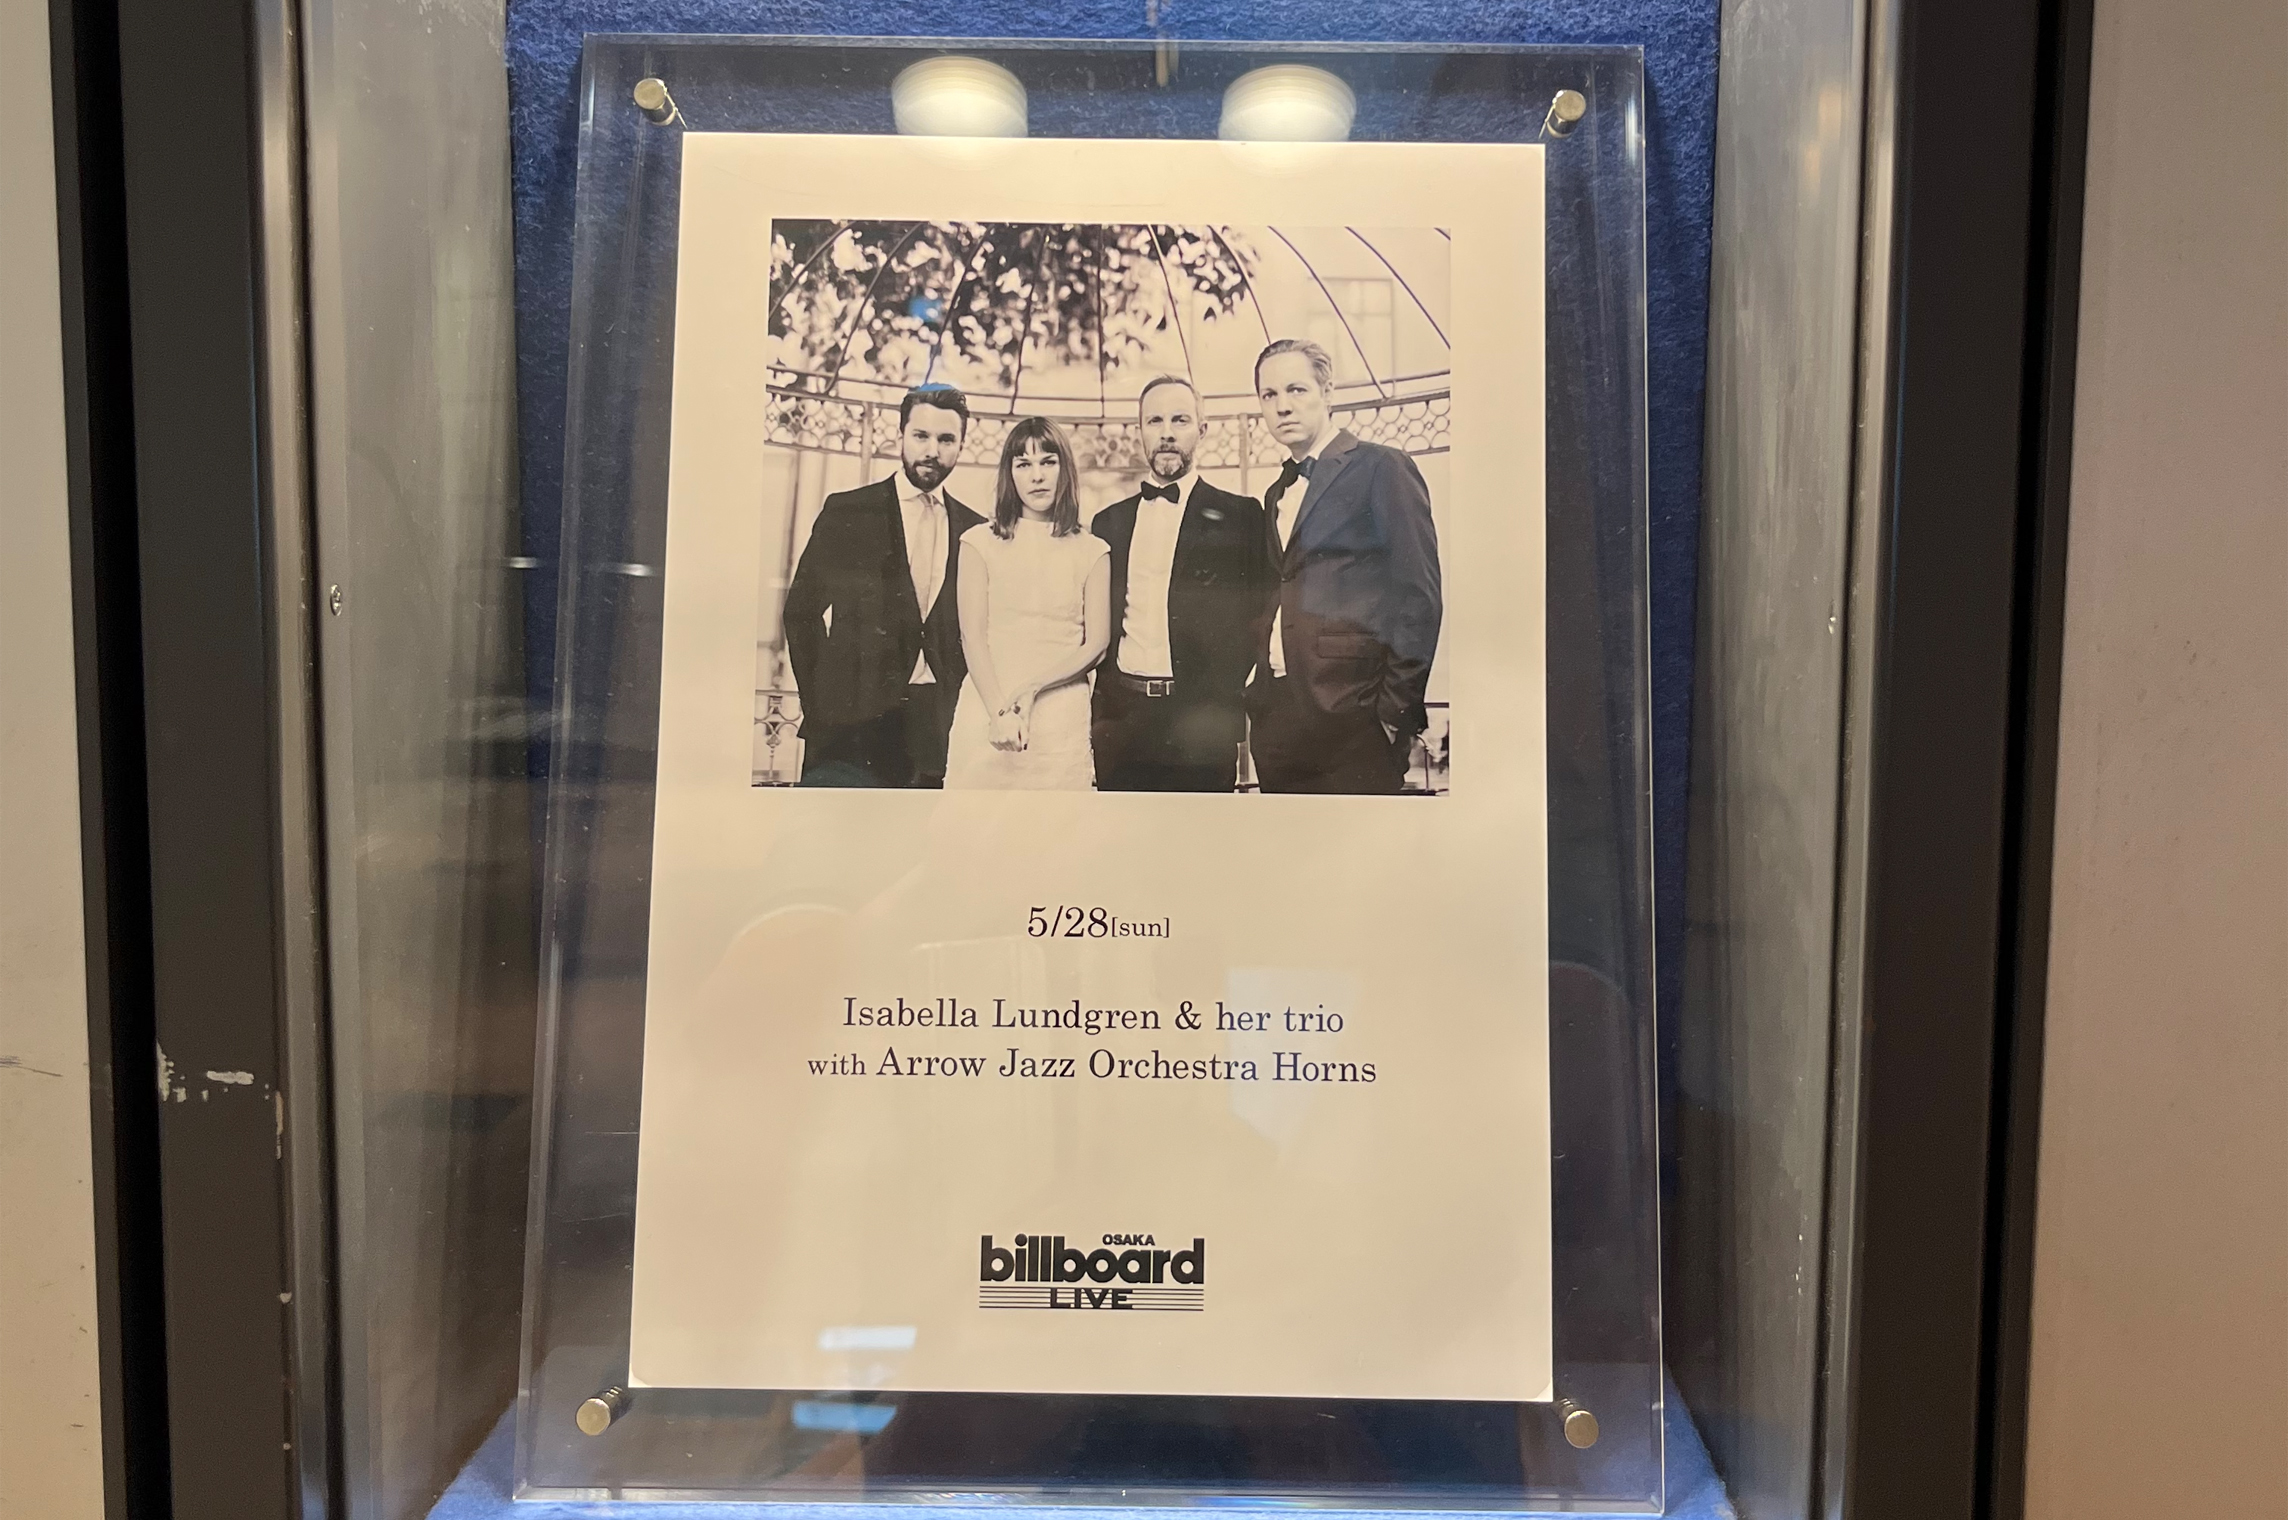 5/28[sun]
Isabella Lundgren & her trio
with Arrow Jazz Orchestra Horns
OSAKA
billboard
LIVE